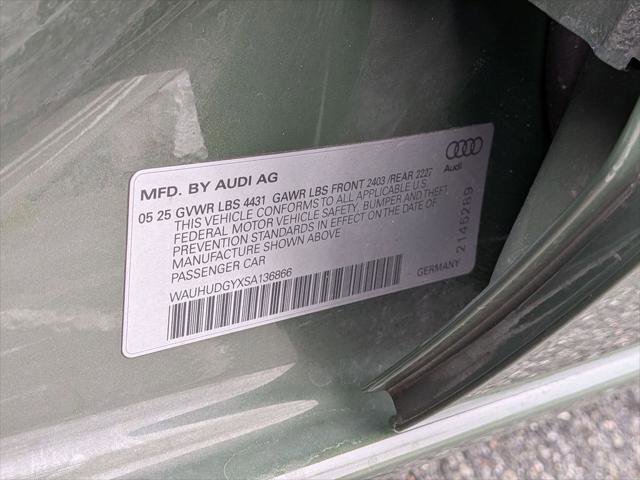 Audi
MFD. BY AUDI AG
05 25 GVWR LBS 4431 GAWR LBS FRONT 2403 /REAR 2227
THIS VEHICLE CONFORMS TO ALL APPLICABLE U.S.
FEDERAL MOTOR VEHICLE SAFETY, BUMPER AND THEFT
PREVENTION STANDARDS IN EFFECT ON THE DATE OF
MANUFACTURE SHOWN ABOVE
PASSENGER CAR
WAUHUDGYXSA136866
GERMANY
2145289